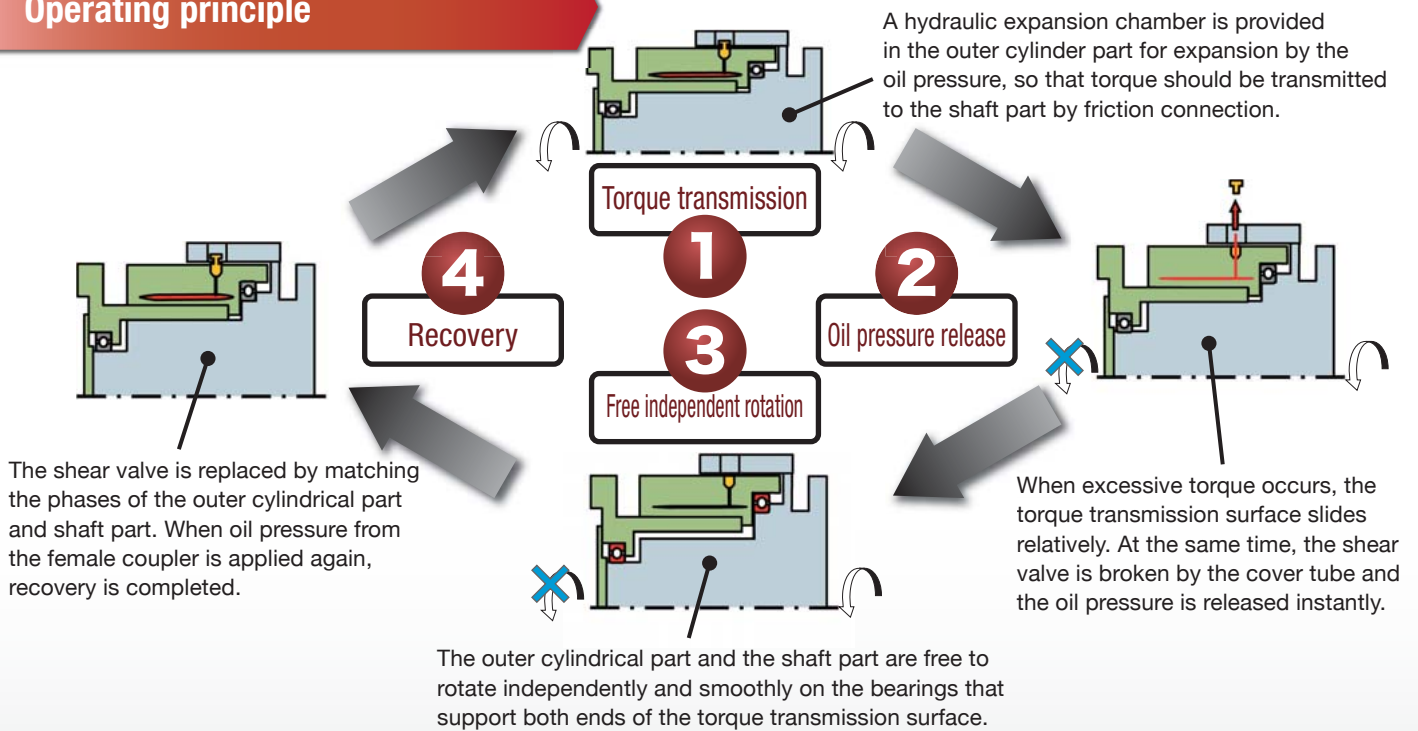 Operating principle
A hydraulic expansion chamber is provided
in the outer cylinder part for expansion by the
oil pressure, so that torque should be transmitted
to the shaft part by friction connection.
Torque transmission
1
2
Oil pressure release
When excessive torque occurs, the
torque transmission surface slides
relatively. At the same time, the shear
valve is broken by the cover tube and
the oil pressure is released instantly.
3
Free independent rotation
The outer cylindrical part and the shaft part are free to
rotate independently and smoothly on the bearings that
support both ends of the torque transmission surface.
4
Recovery
The shear valve is replaced by matching
the phases of the outer cylindrical part
and shaft part. When oil pressure from
the female coupler is applied again,
recovery is completed.